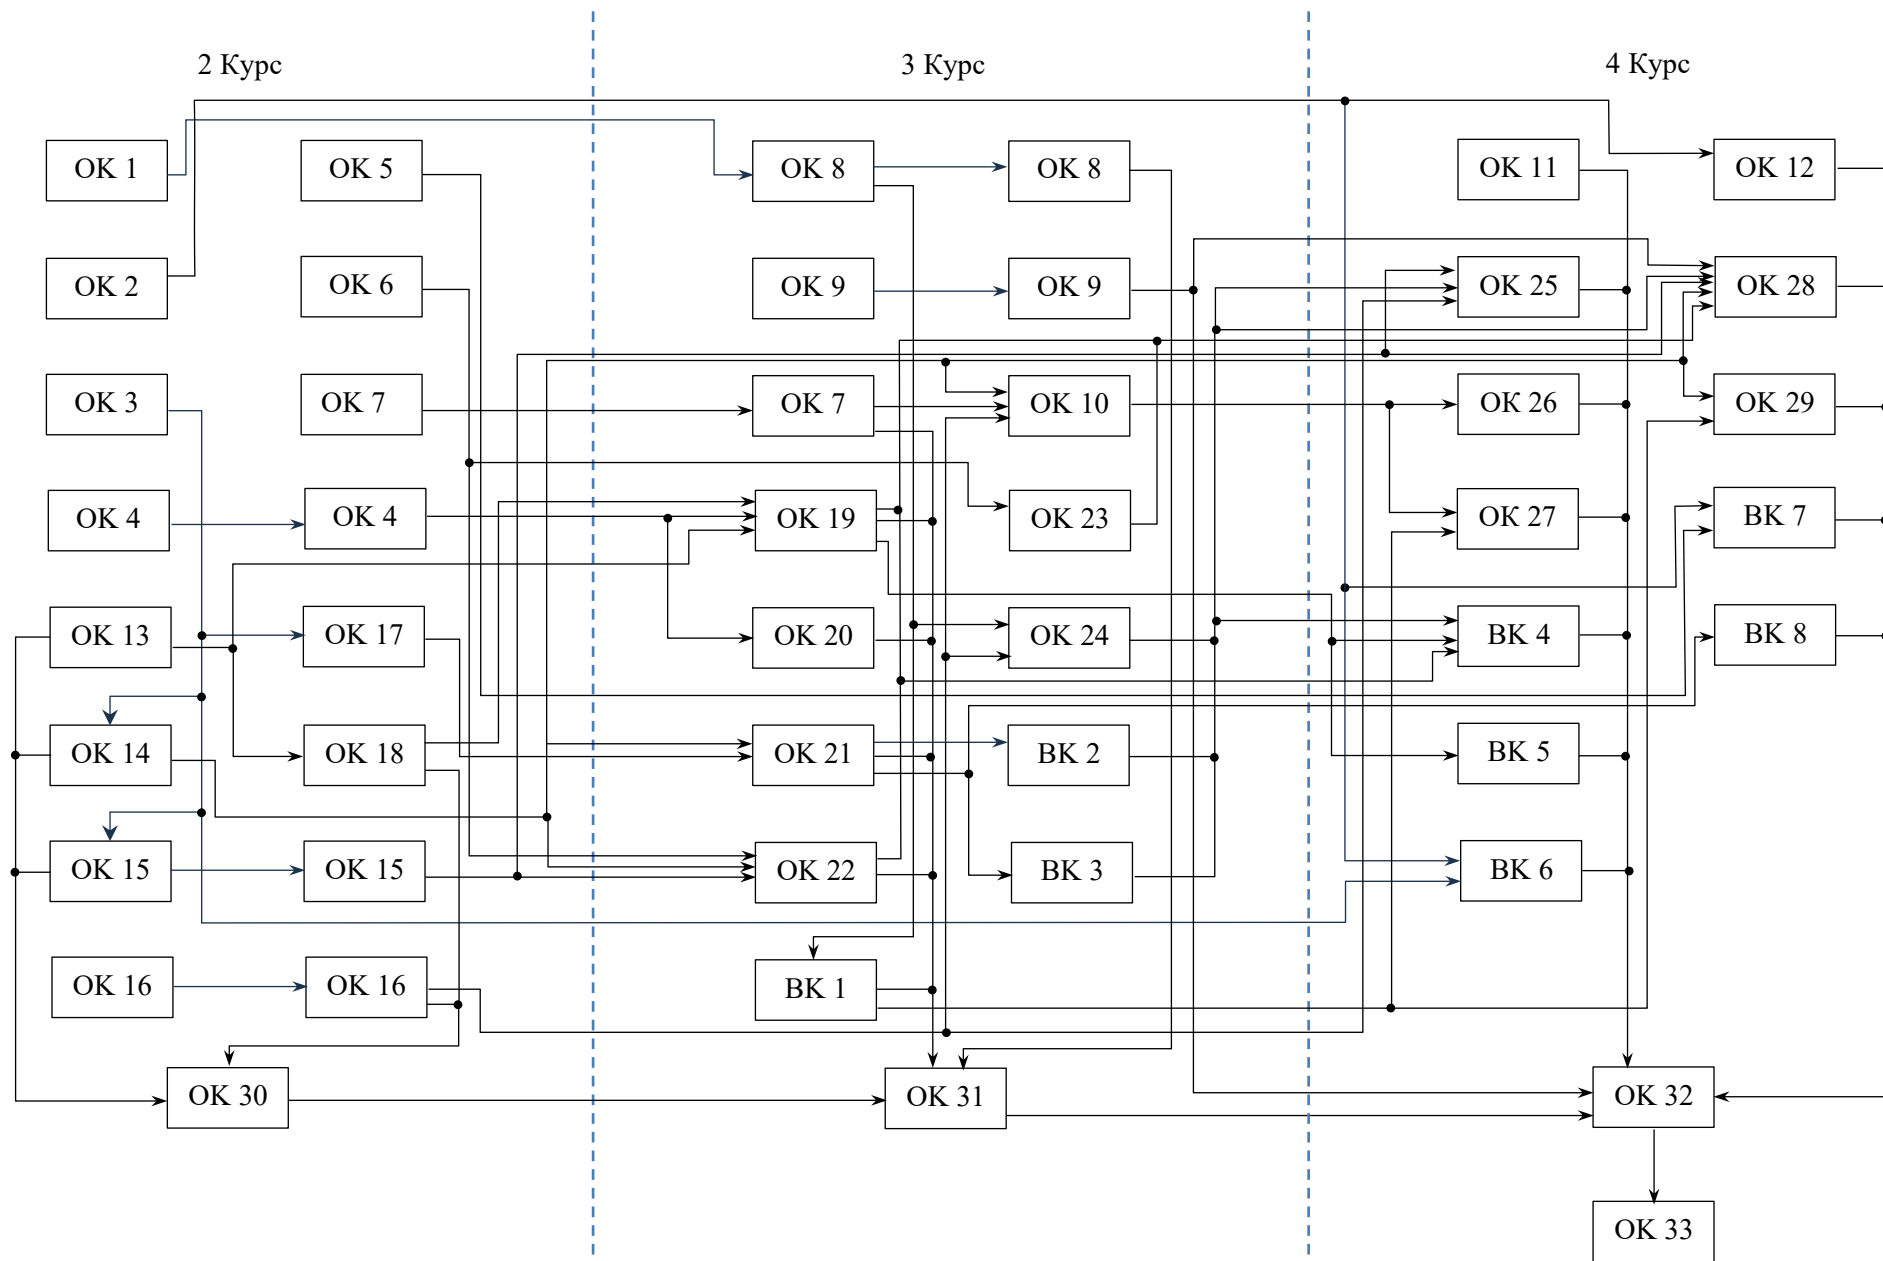 2 Курс
3 Курс
4 Курс
ОК 1
ОК 5
ОК 8
ОК 8
ОК 11
ОК 12
ОК 2
ОК 6
ОК 9
ОК 9
ОК 25
ОК 28
ОК 3
ОК 7
ОК 7
ОК 10
ОК 26
ОК 29
ОК 4
ОК 4
ОК 19
ОК 23
ОК 27
ВК 7
ОК 13
ОК 17
ОК 20
ОК 24
ВК 4
ВК 8
ОК 14
ОК 18
ОК 21
ВК 2
ВК 5
ОК 15
ОК 15
ОК 22
ВК 3
ВК 6
ОК 16
ОК 16
ВК 1
ОК 30
ОК 31
ОК 32
ОК 33